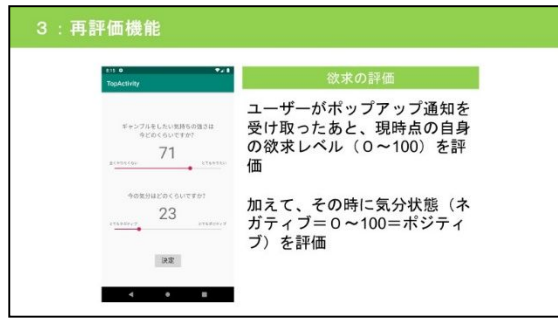 3：再評価機能
TopActivity
ギャンブルをしたい気持ちの強さは
今どのくらいですか？
71
今の気分はどのくらいですか？
23
決定
欲求の評価
ユーザーがポップアップ通知を
受け取ったあと、現時点の自身
の欲求レベル（０～100）を評
価
加えて、その時に気分状態（ネ
ガティブ＝０～100＝ポジティ
ブ）を評価